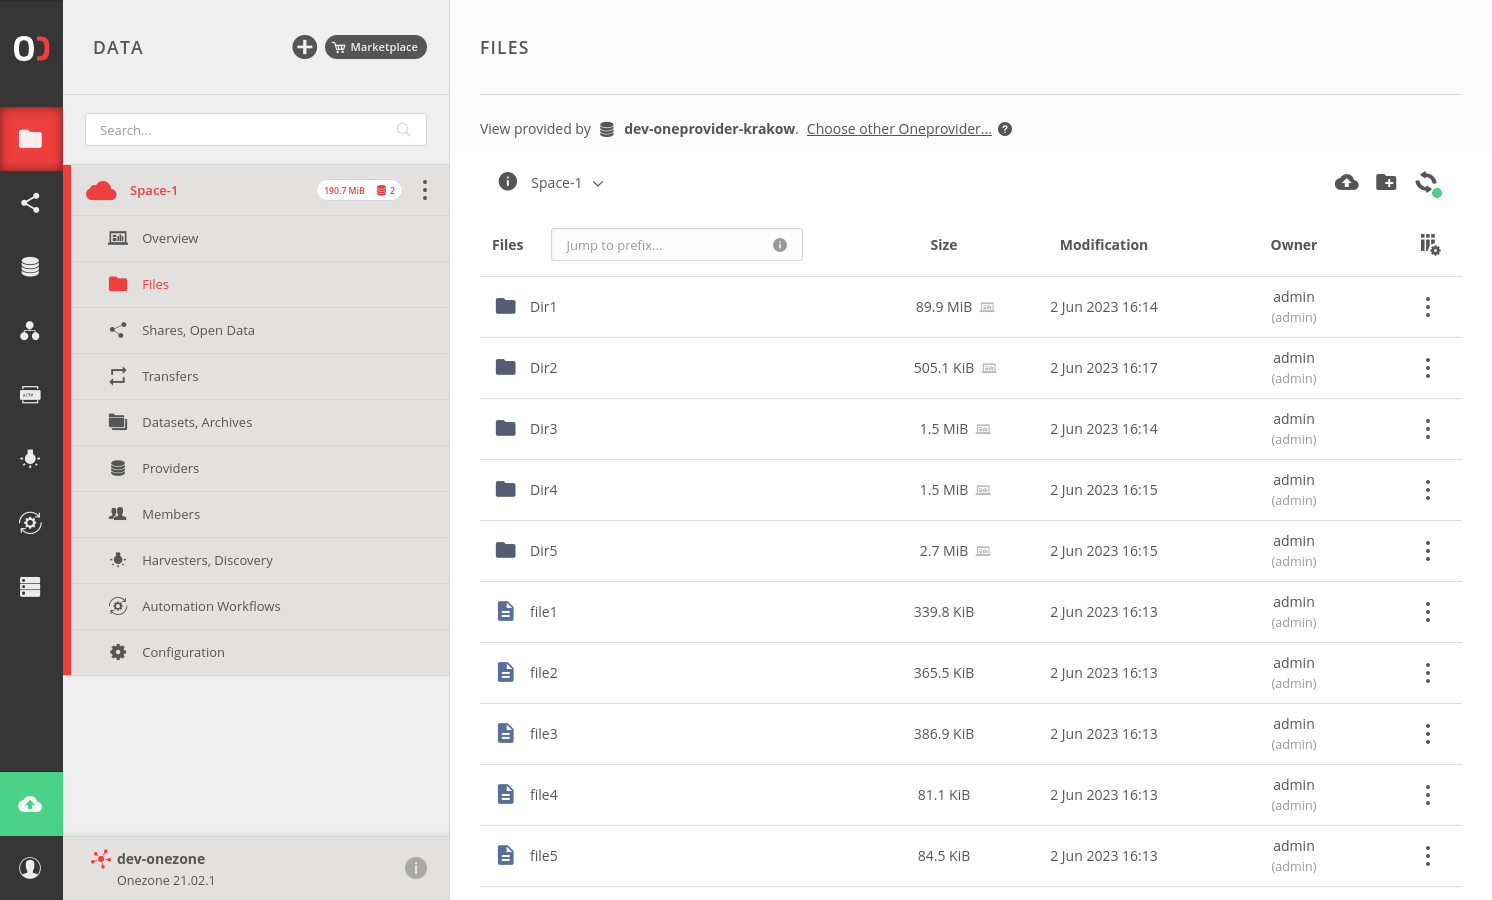 DATA
Marketplace
Search...
Space-1
190.7 MiB 2
Overview
Files
Shares, Open Data
Transfers
Datasets, Archives
Providers
Members
Harvesters, Discovery
Automation Workflows
Configuration
dev-onezone
Onezone 21.02.1
FILES
View provided by dev-oneprovider-krakow. Choose other Oneprovider...
Space-1
Files Jump to prefix... Size Modification Owner
Dir1 89.9 MiB 2 Jun 2023 16:14 admin
(admin)
Dir2 505.1 KiB 2 Jun 2023 16:17 admin
(admin)
Dir3 1.5 MiB 2 Jun 2023 16:14 admin
(admin)
Dir4 1.5 MiB 2 Jun 2023 16:15 admin
(admin)
Dir5 2.7 MiB 2 Jun 2023 16:15 admin
(admin)
file1 339.8 KiB 2 Jun 2023 16:13 admin
(admin)
file2 365.5 KiB 2 Jun 2023 16:13 admin
(admin)
file3 386.9 KiB 2 Jun 2023 16:13 admin
(admin)
file4 81.1 KiB 2 Jun 2023 16:13 admin
(admin)
file5 84.5 KiB 2 Jun 2023 16:13 admin
(admin)